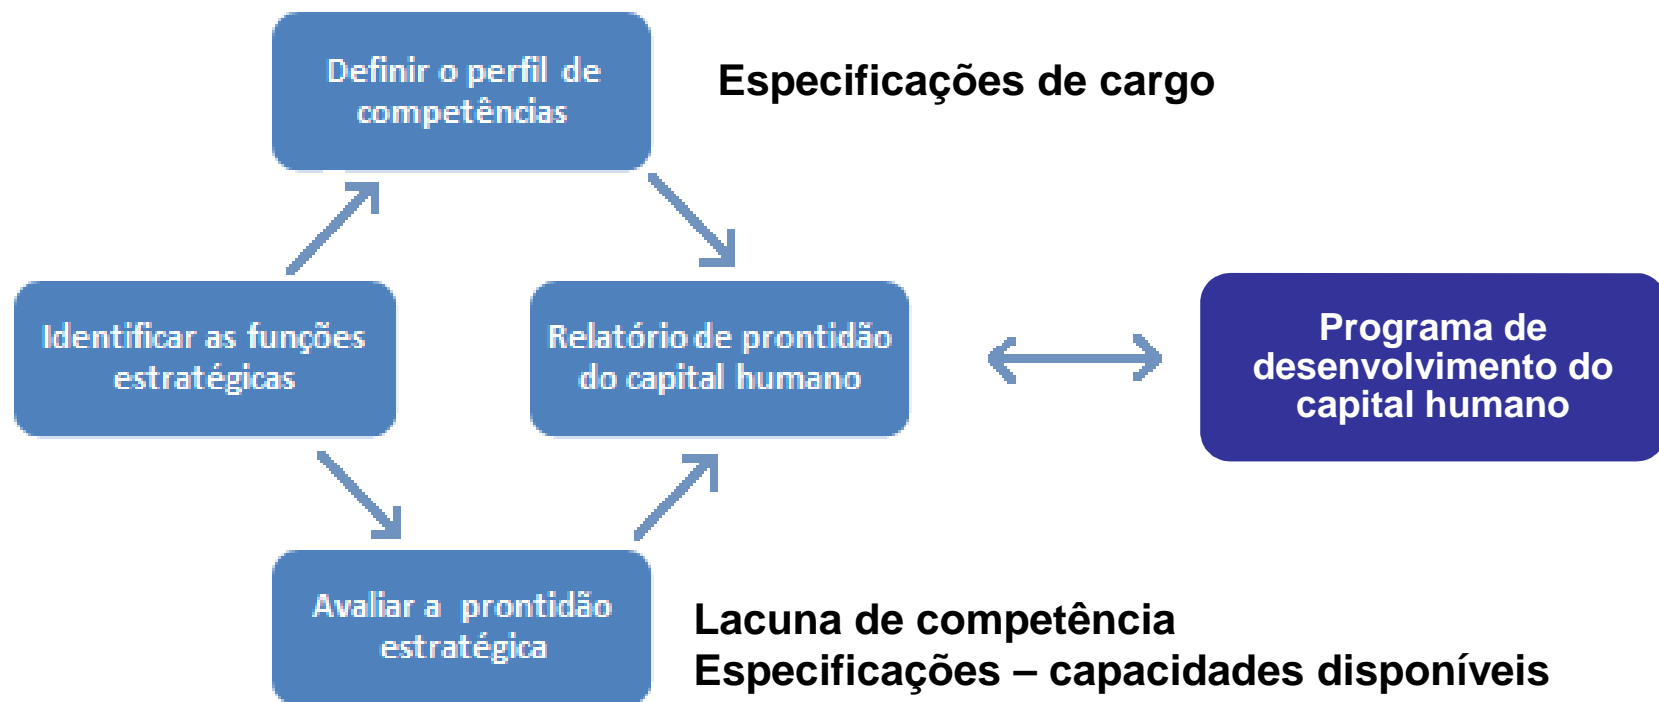 Definir o perfil de
competências
Especificações de cargo
Identificar as funções
estratégicas
Relatório de prontidão
do capital humano
Programa de
desenvolvimento do
capital humano
Avaliar a prontidão
estratégica
Lacuna de competência
Especificações – capacidades disponíveis